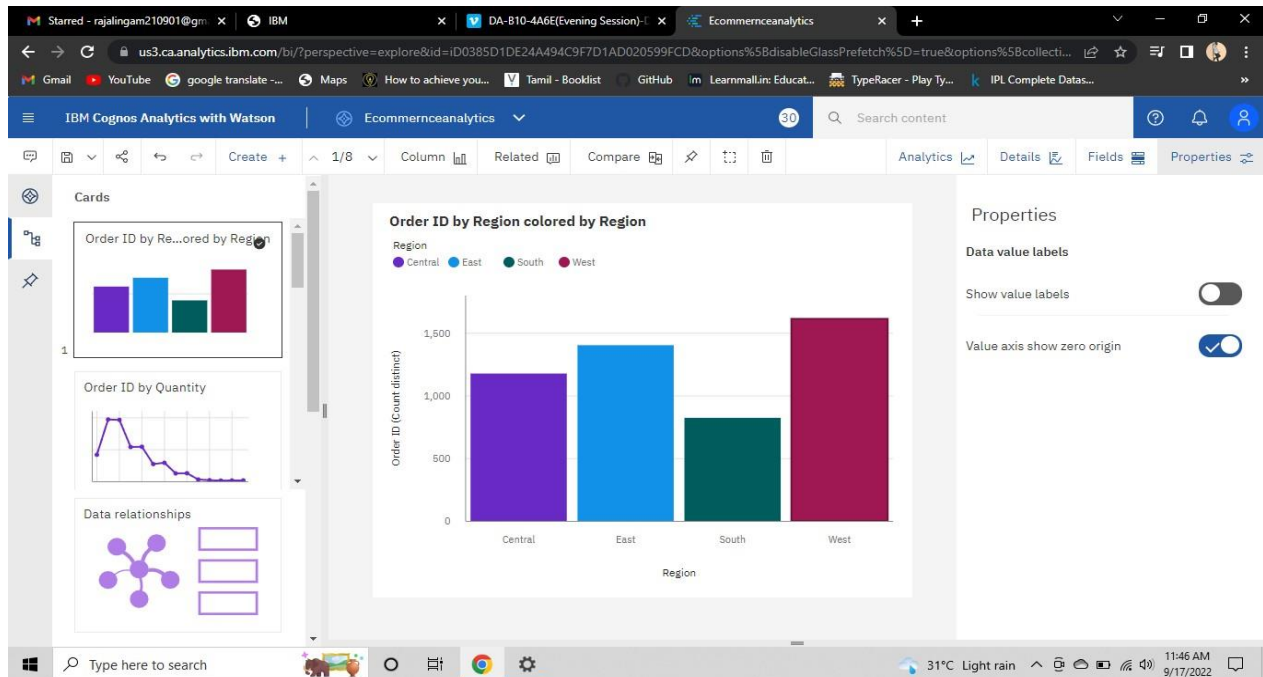 Starred - rajalingam210901@gm
IBM
DA-B10-4A6E(Evening Session)-
Ecommernceanalytics
us3.ca.analytics.ibm.com/bi/?perspective=explore&id=iD0385D1DE24A494C9F7D1AD020599FCD&options%5BdisableGlassPrefetch%5D=true&options%5Bcollecti...
Gmail YouTube google translate -... Maps How to achieve you... Tamil - Booklist GitHub Learnmall.in: Educat... TypeRacer - Play Ty... IPL Complete Datas... »
IBM Cognos Analytics with Watson
Ecommernceanalytics
30
Search content
Create + 1/8 Column Related Compare Analytics Details Fields Properties
Cards
Order ID by Re...ored by Region
1
Order ID by Quantity
Data relationships
Order ID by Region colored by Region
Region
Central East South West
1,500
1,000
500
0
Order ID (Count distinct)
Central East South West
Region
Properties
Data value labels
Show value labels
Value axis show zero origin
Type here to search
31°C Light rain
11:46 AM
9/17/2022